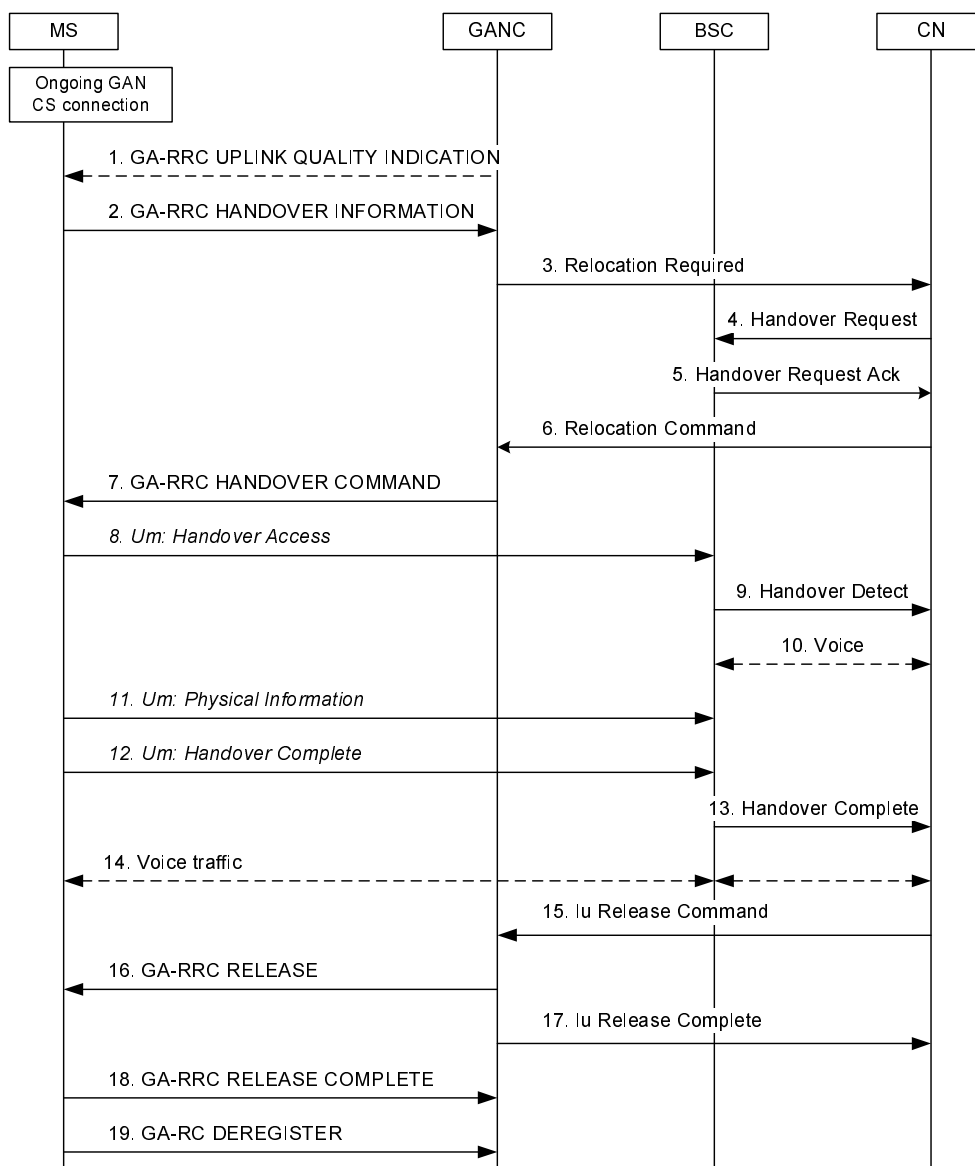 MS
GANC
BSC
CN
Ongoing GAN
CS connection
1. GA-RRC UPLINK QUALITY INDICATION
2. GA-RRC HANDOVER INFORMATION
3. Relocation Required
4. Handover Request
5. Handover Request Ack
6. Relocation Command
7. GA-RRC HANDOVER COMMAND
8. Um: Handover Access
9. Handover Detect
10. Voice
11. Um: Physical Information
12. Um: Handover Complete
13. Handover Complete
14. Voice traffic
15. Iu Release Command
16. GA-RRC RELEASE
17. Iu Release Complete
18. GA-RRC RELEASE COMPLETE
19. GA-RC DEREGISTER